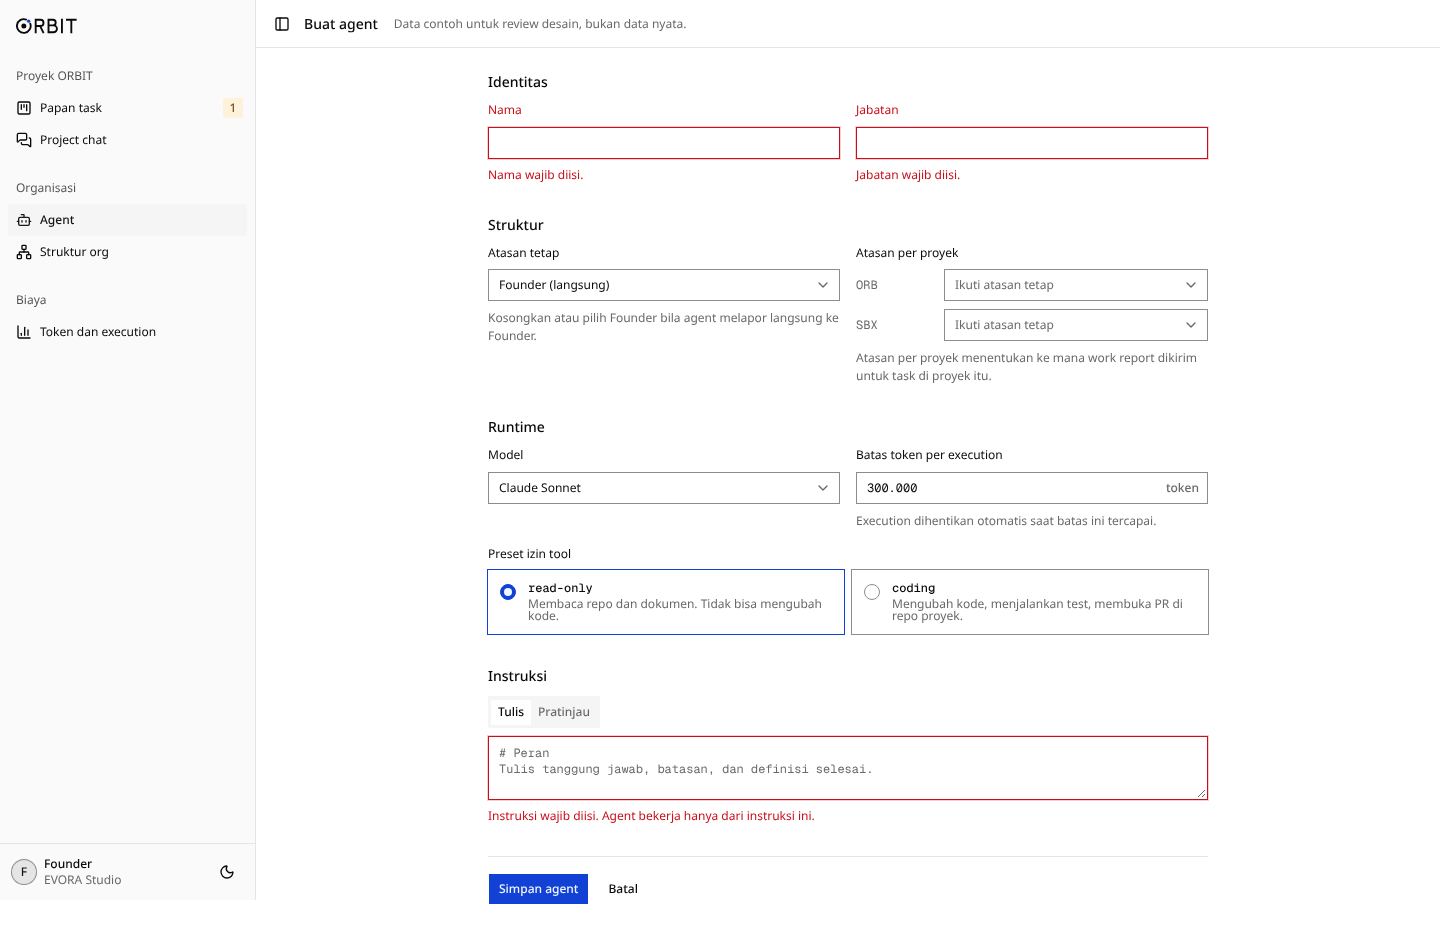 ORBIT
Proyek ORBIT
Papan task
1
Project chat
Organisasi
Agent
Struktur org
Biaya
Token dan execution
Founder
EVORA Studio
F
Buat agent
Data contoh untuk review desain, bukan data nyata.
Identitas
Nama
Nama wajib diisi.
Jabatan
Jabatan wajib diisi.
Struktur
Atasan tetap
Founder (langsung)
Kosongkan atau pilih Founder bila agent melapor langsung ke
Founder.
Atasan per proyek
ORB
Ikuti atasan tetap
SBX
Ikuti atasan tetap
Atasan per proyek menentukan ke mana work report dikirim
untuk task di proyek itu.
Runtime
Model
Claude Sonnet
Batas token per execution
300.000
token
Execution dihentikan otomatis saat batas ini tercapai.
Preset izin tool
read-only
Membaca repo dan dokumen. Tidak bisa mengubah
kode.
coding
Mengubah kode, menjalankan test, membuka PR di
repo proyek.
Instruksi
Tulis
Pratinjau
# Peran
Tulis tanggung jawab, batasan, dan definisi selesai.
Instruksi wajib diisi. Agent bekerja hanya dari instruksi ini.
Simpan agent
Batal